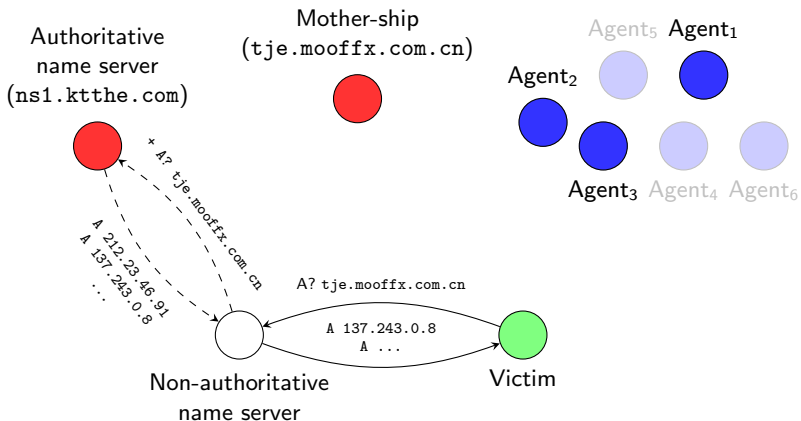 Authoritative
name server
(ns1.ktthe.com)
Mother-ship
(tje.mooffx.com.cn)
Agent5
Agent1
Agent2
Agent3
Agent4
Agent6
+ A? tje.mooffx.com.cn
A 212.23.46.91
A 137.243.0.8
...
A? tje.mooffx.com.cn
A 137.243.0.8
A ...
Non-authoritative
name server
Victim